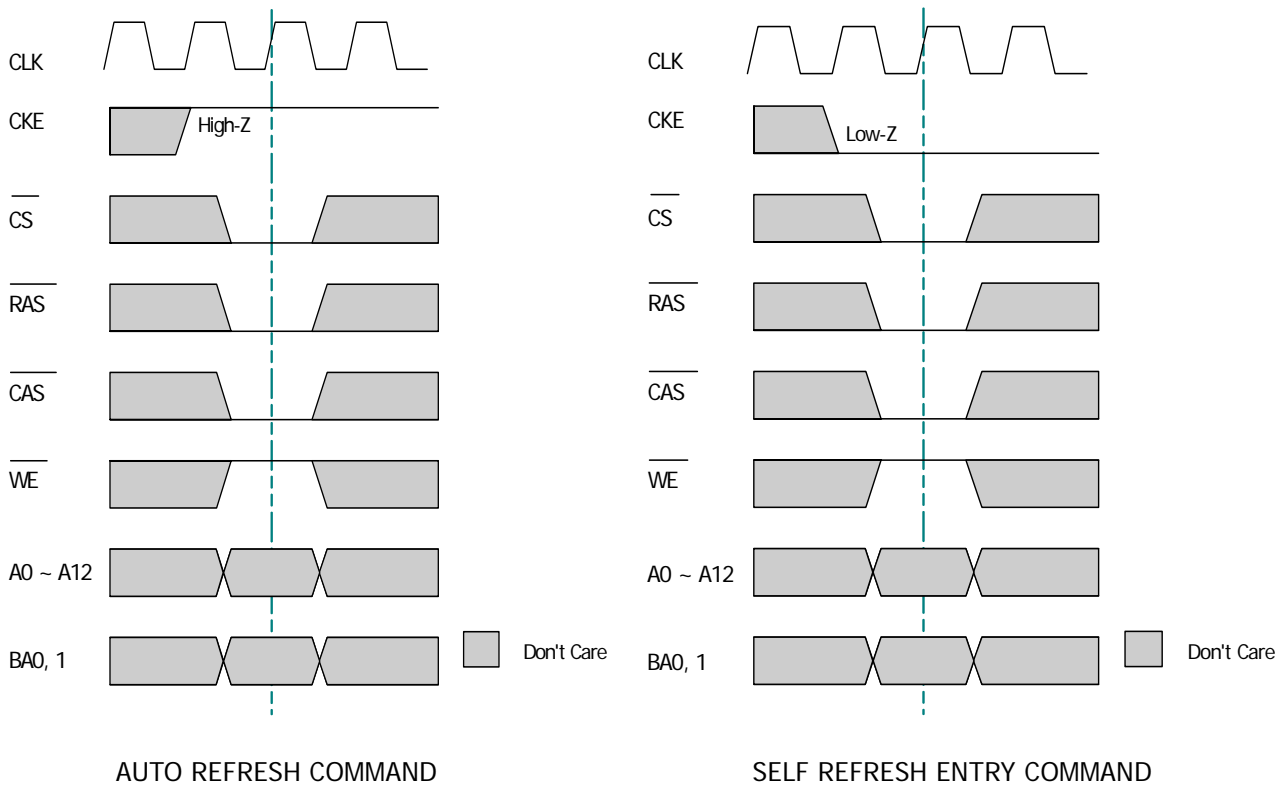 CLK
CKE
High-Z
CS
RAS
CAS
WE
A0 ~ A12
BA0, 1
Don't Care
AUTO REFRESH COMMAND
CLK
CKE
Low-Z
CS
RAS
CAS
WE
A0 ~ A12
BA0, 1
Don't Care
SELF REFRESH ENTRY COMMAND